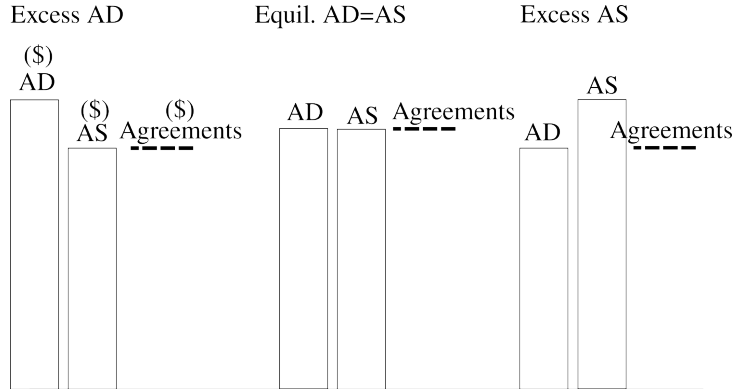 Excess AD
Equil. AD=AS
Excess AS
($)
AD
($)
AS
($)
Agreements
AD
AS
Agreements
AD
AS
Agreements